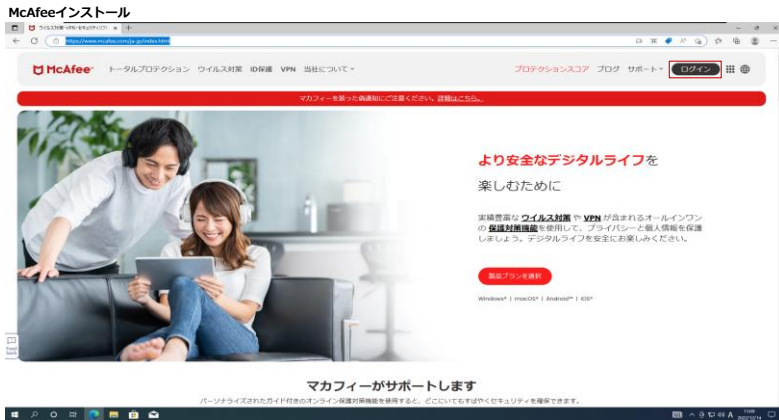 McAfeeインストール
https://www.mcafee.com/ja-jp/index.html
McAfee
トータルプロテクション ウイルス対策 ID保護 VPN 当社について
プロテクションスコア ブログ サポート ログイン
マカフィーを装った偽通知にご注意ください。詳細はこちら。
より安全なデジタルライフを
楽しむために
実績豊富な ウイルス対策 や VPN が含まれるオールインワン
の 保護対策機能を使用して、プライバシーと個人情報を保護
しましょう。デジタルライフを安全にお楽しみください。
製品プランを選択
Windows® | macOS® | Android™ | iOS®
Feed
back
マカフィーがサポートします
パーソナライズされたガイド付きのオンライン保護対策機能を使用すると、どこにいてもすばやくセキュリティを確保できます。
A